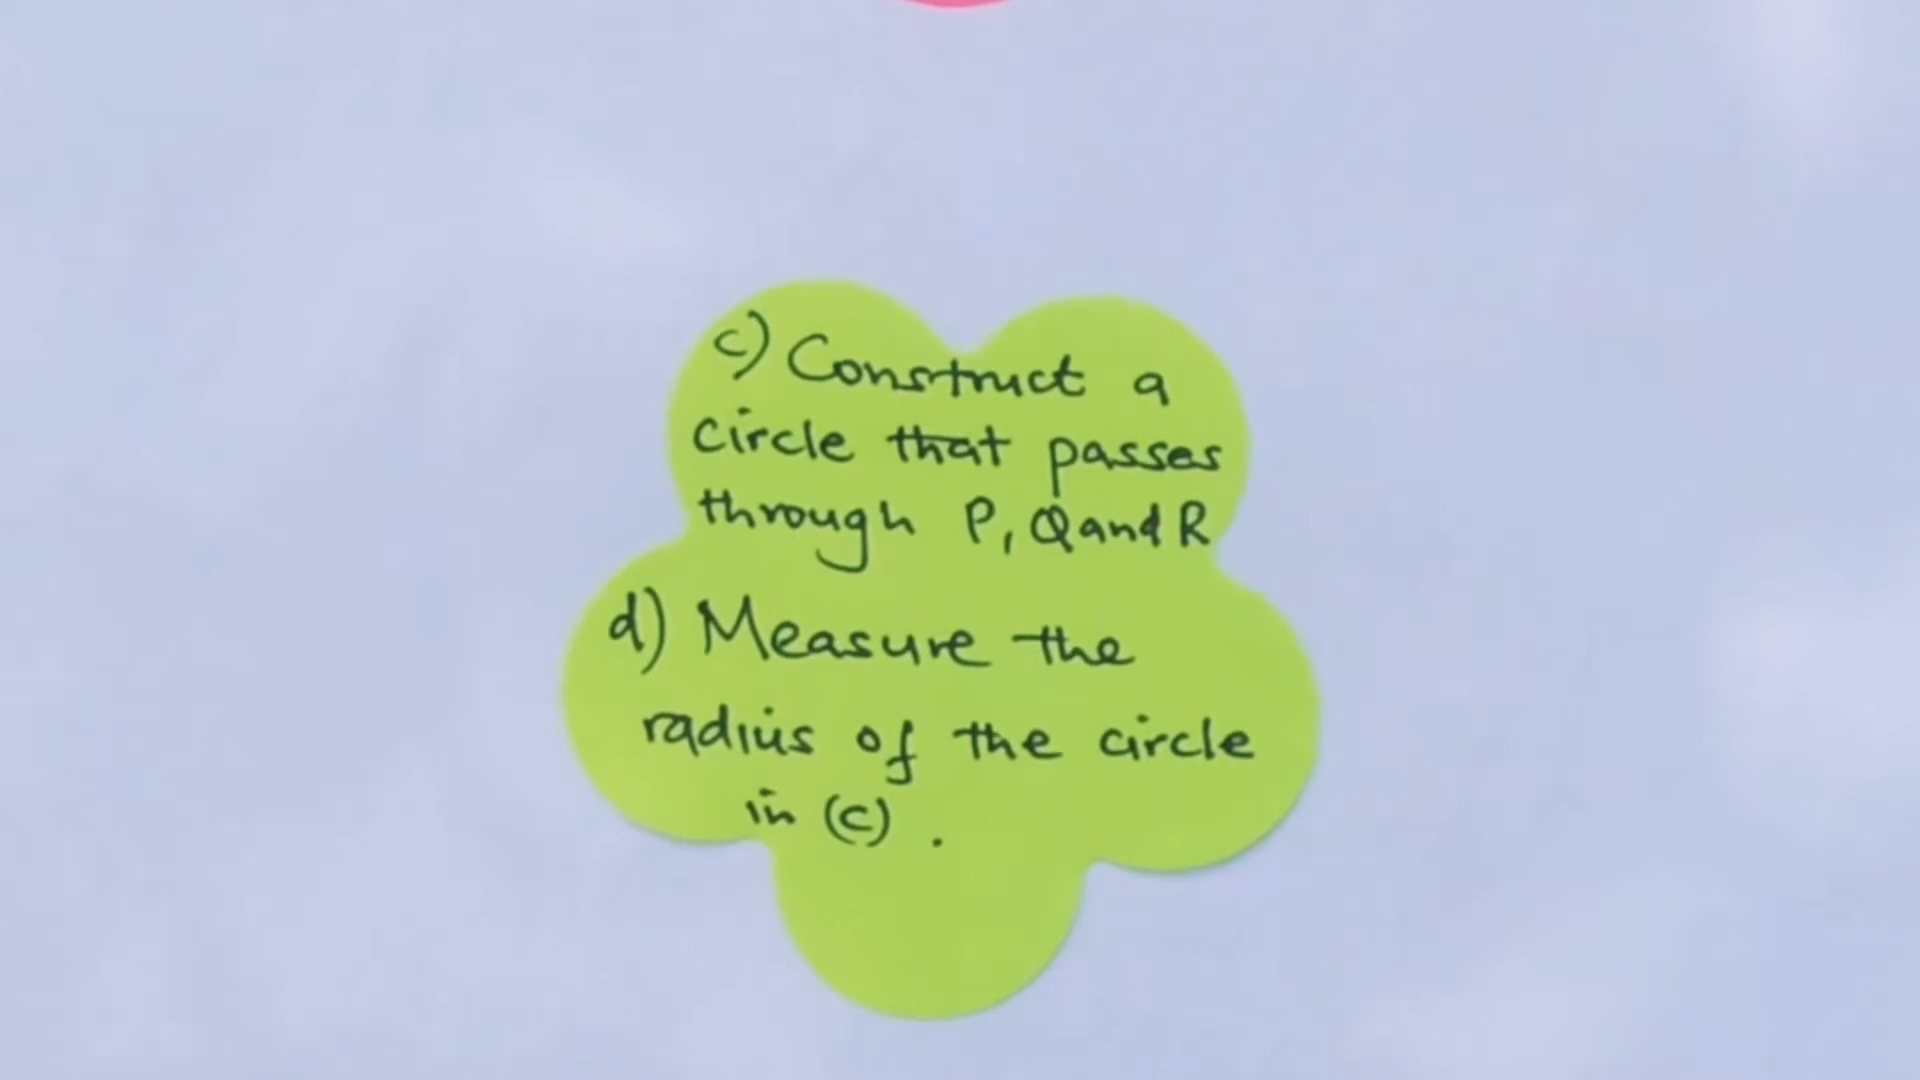 c) Construct a
circle that passes
through P, Q and R
d) Measure the
radius of the circle
in (c) .